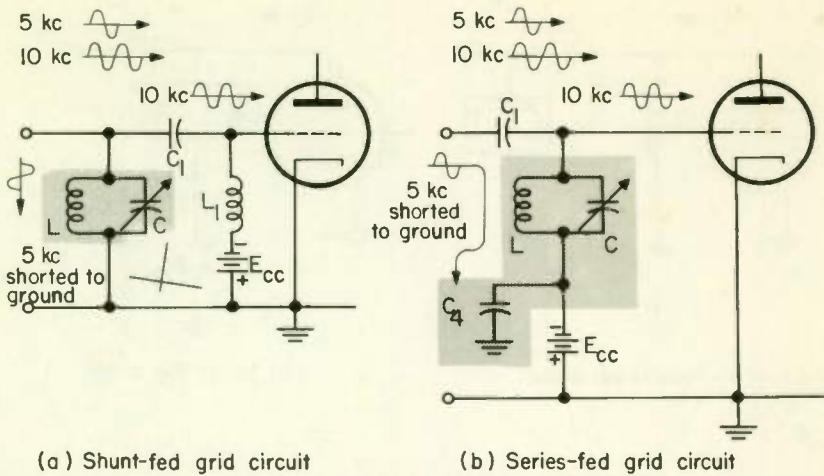 5 kc
10 kc
10 kc
C1
L
C
L1
Ecc
−
+
5 kc
shorted to
ground
(a) Shunt-fed grid circuit
5 kc
10 kc
10 kc
C1
5 kc
shorted
to ground
L
C
C4
Ecc
−
+
(b) Series-fed grid circuit